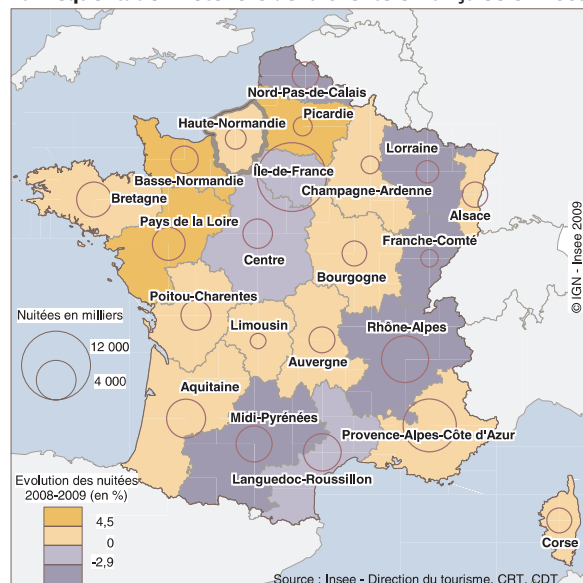 Nord-Pas-de-Calais
Picardie
Haute-Normandie
Lorraine
Île-de-France
Basse-Normandie
Champagne-Ardenne
Bretagne
Alsace
Pays de la Loire
Franche-Comté
Centre
Bourgogne
© IGN - Insee 2009
Poitou-Charentes
Nuitées en milliers
Limousin
Rhône-Alpes
12 000
Auvergne
4 000
Aquitaine
Midi-Pyrénées
Provence-Alpes-Côte d'Azur
Languedoc-Roussillon
Evolution des nuitées
2008-2009 (en %)
4,5
0
-2,9
Corse
Source : Insee - Direction du tourisme, CRT, CDT